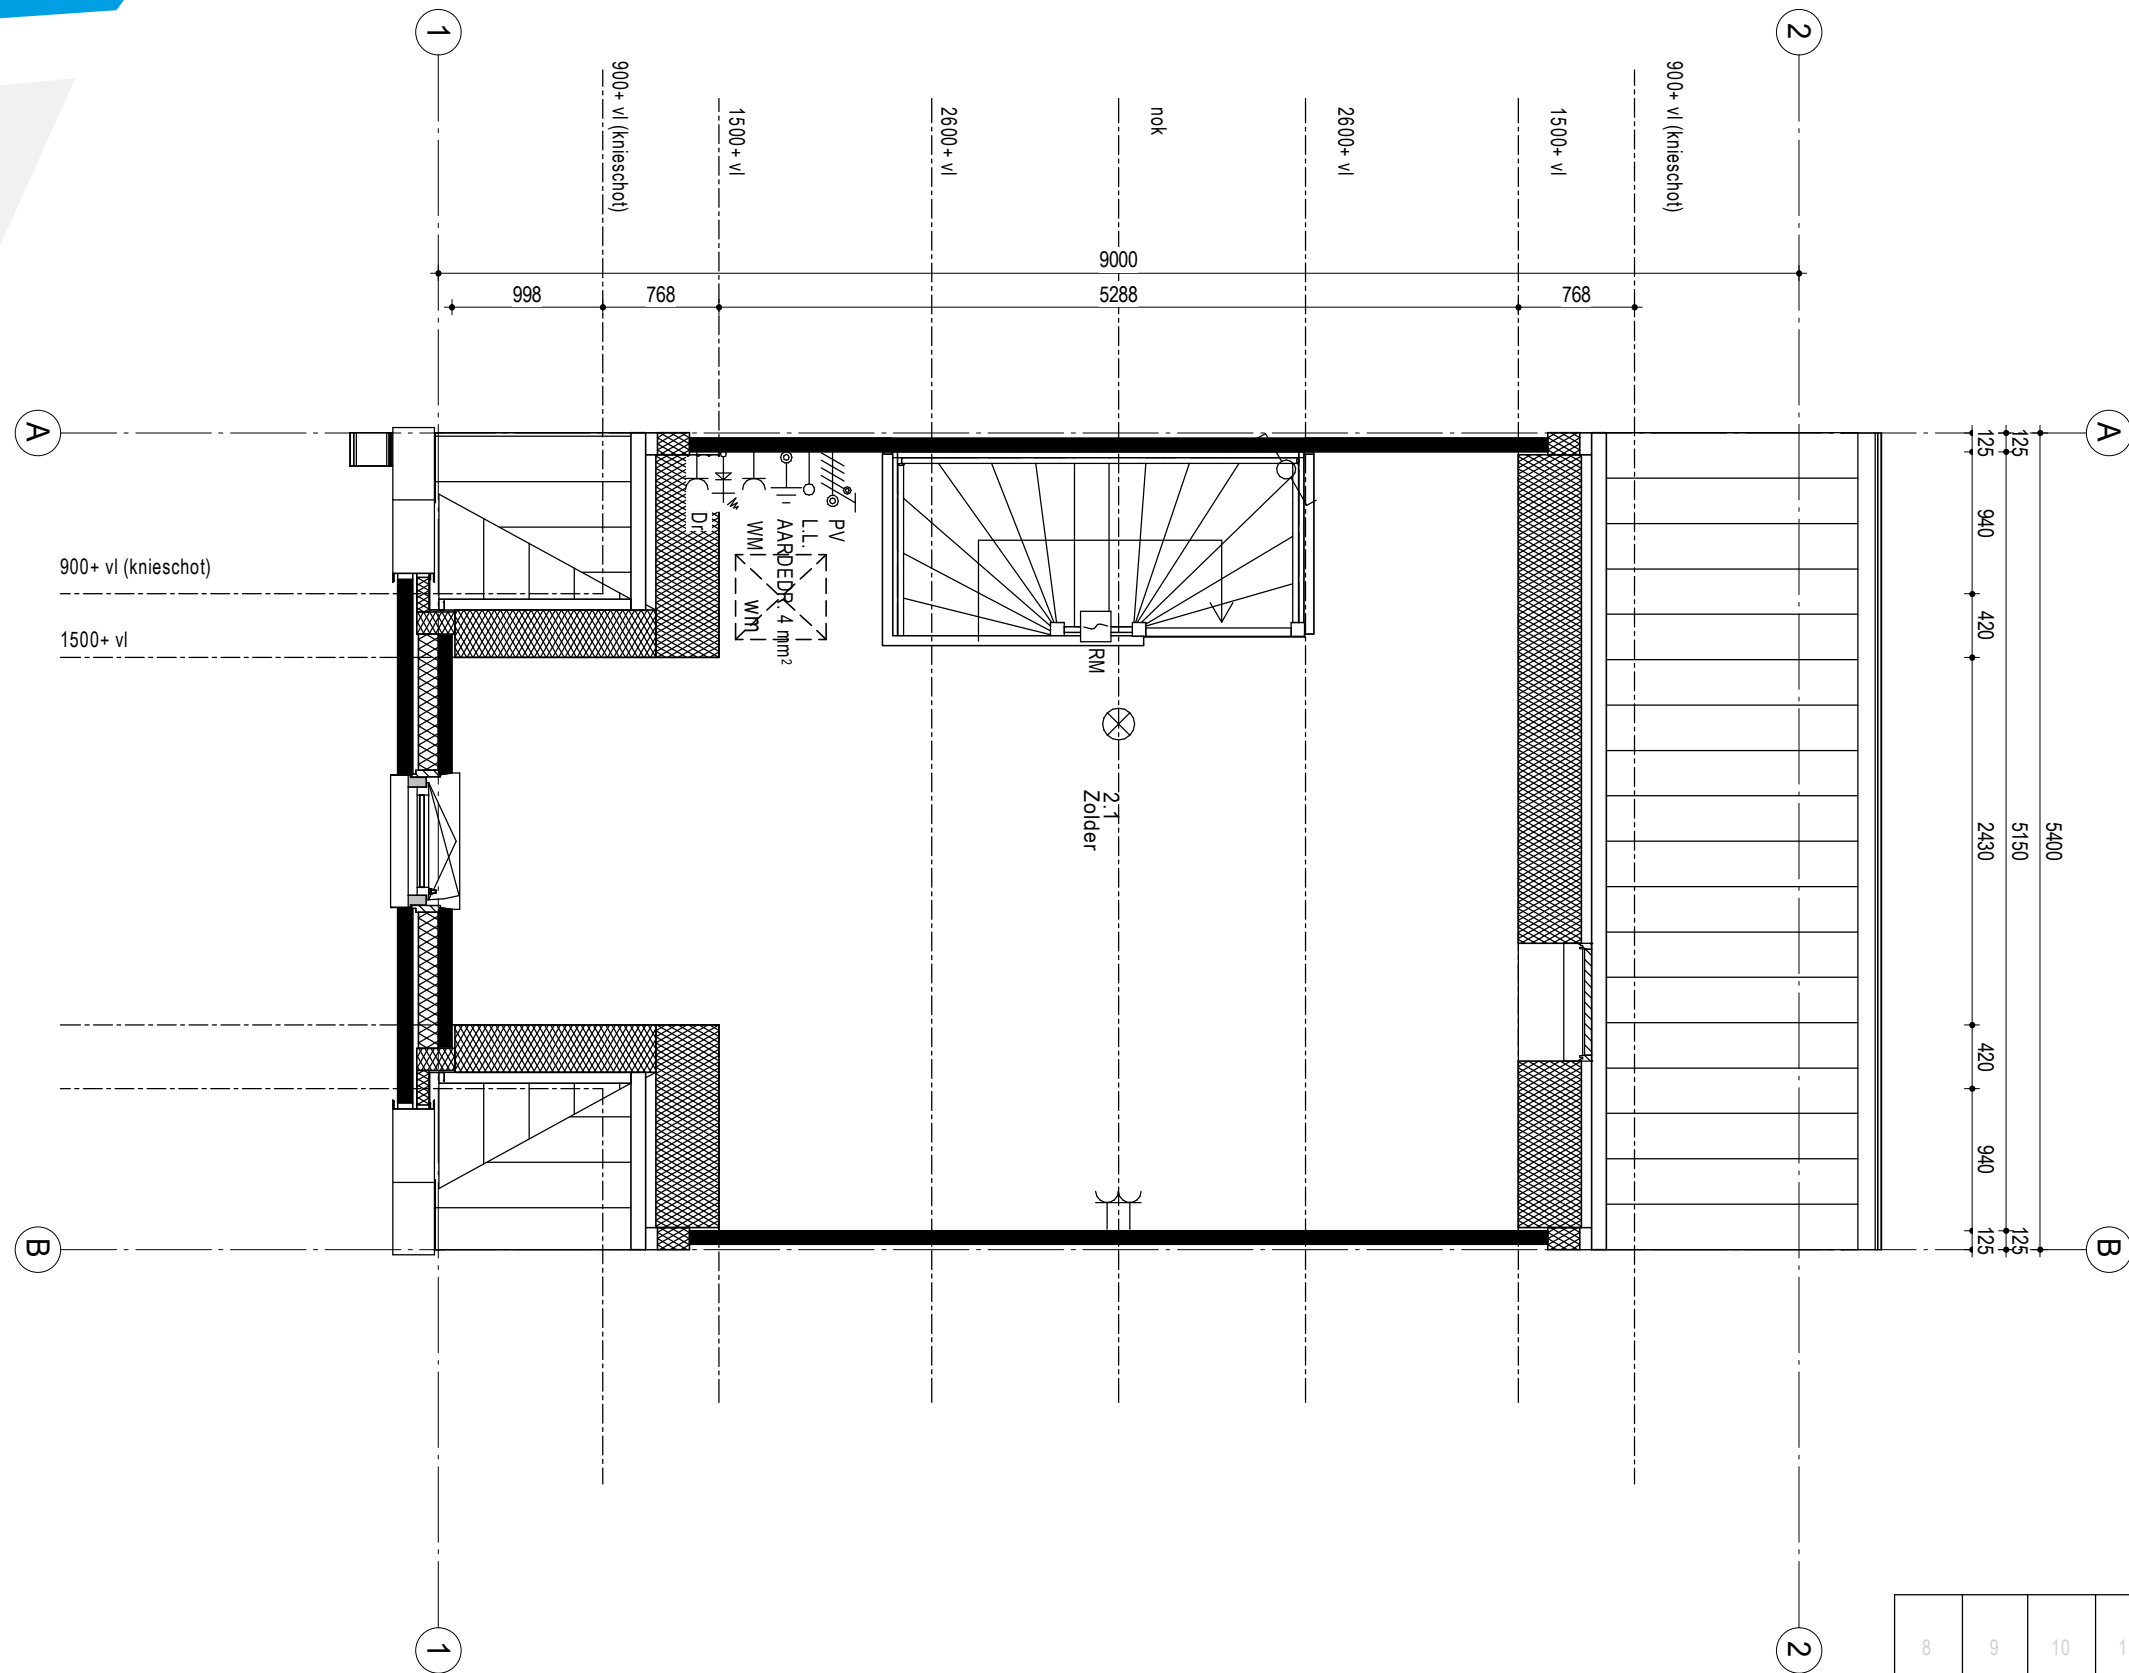 1
2
900+ vl (knieschot)
1500+ vl
2600+ vl
nok
2600+ vl
1500+ vl
900+ vl (knieschot)
9000
998
768
5288
768
A
A
125
125
940
420
2430
5150
5400
420
940
125
125
900+ vl (knieschot)
1500+ vl
Dr
WM
AARDEDR. 4 mm²
L.L.
PV
wm
RM
2.1
Zolder
B
B
1
2
8
9
10
1